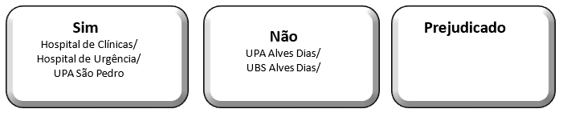 Sim
Hospital de Clínicas/
Hospital de Urgência/
UPA São Pedro
Não
UPA Alves Dias/
UBS Alves Dias/
Prejudicado